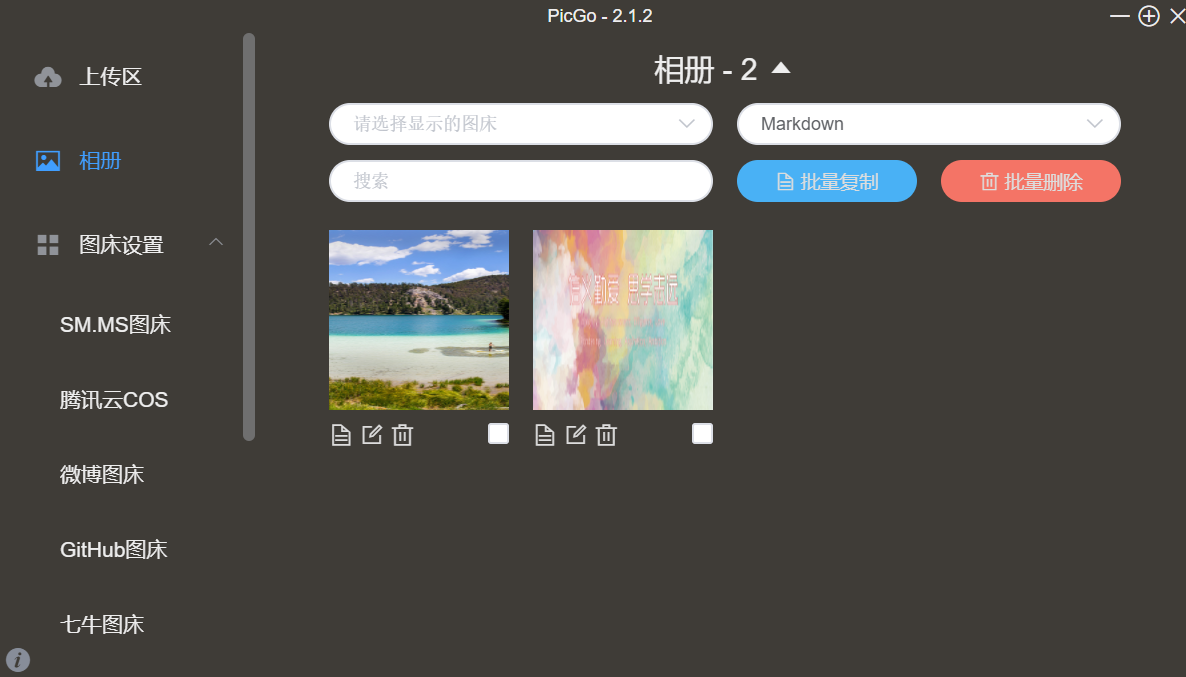 PicGo - 2.1.2
上传区
相册
图床设置
SM.MS图床
腾讯云COS
微博图床
GitHub图床
七牛图床
相册 - 2
请选择显示的图床
Markdown
搜索
批量复制
批量删除